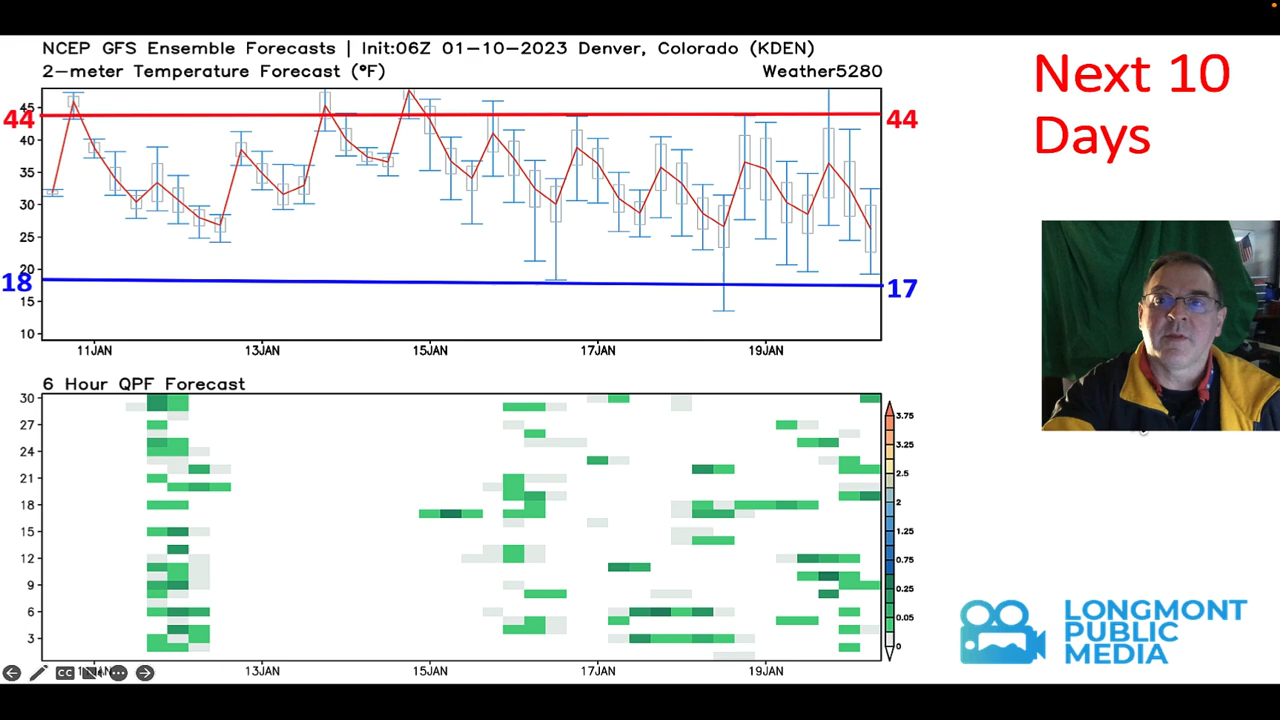 NCEP GFS Ensemble Forecasts | Init:06Z 01-10-2023 Denver, Colorado (KDEN)
2-meter Temperature Forecast (°F)
Weather5280
Next 10
Days
45
44
44
40
35
30
25
20
18
17
15
10
11JAN 13JAN 15JAN 17JAN 19JAN
6 Hour QPF Forecast
30
27
24
21
18
15
12
9
6
3
3.75
3.25
2.5
2
1.25
0.75
0.25
0.05
0
13JAN 15JAN 17JAN 19JAN
CC
LONGMONT
PUBLIC
MEDIA